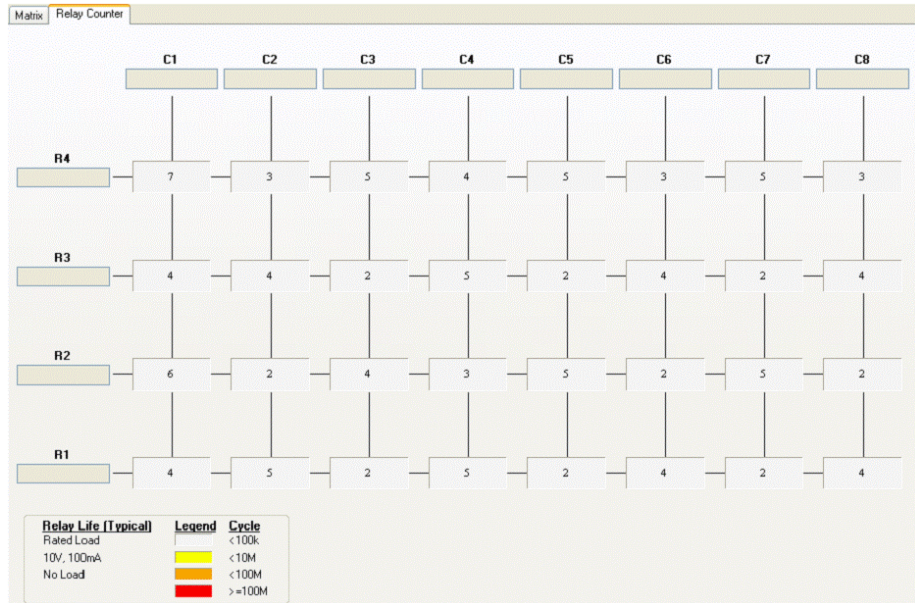 Matrix Relay Counter
C1 C2 C3 C4 C5 C6 C7 C8
R4
7 3 5 4 5 3 5 3
R3
4 4 2 5 2 4 2 4
R2
6 2 4 3 5 2 5 2
R1
4 5 2 5 2 4 2 4
Relay Life (Typical) Legend Cycle
Rated Load <100k
10V, 100mA <10M
No Load <100M
>=100M